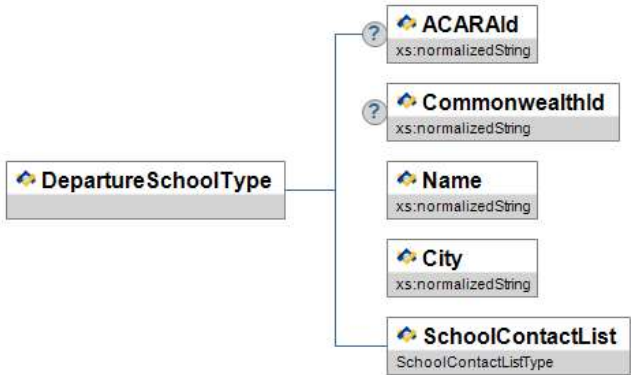 ?
ACARAId
xs:normalizedString
?
CommonwealthId
xs:normalizedString
DepartureSchoolType
Name
xs:normalizedString
City
xs:normalizedString
SchoolContactList
SchoolContactListType